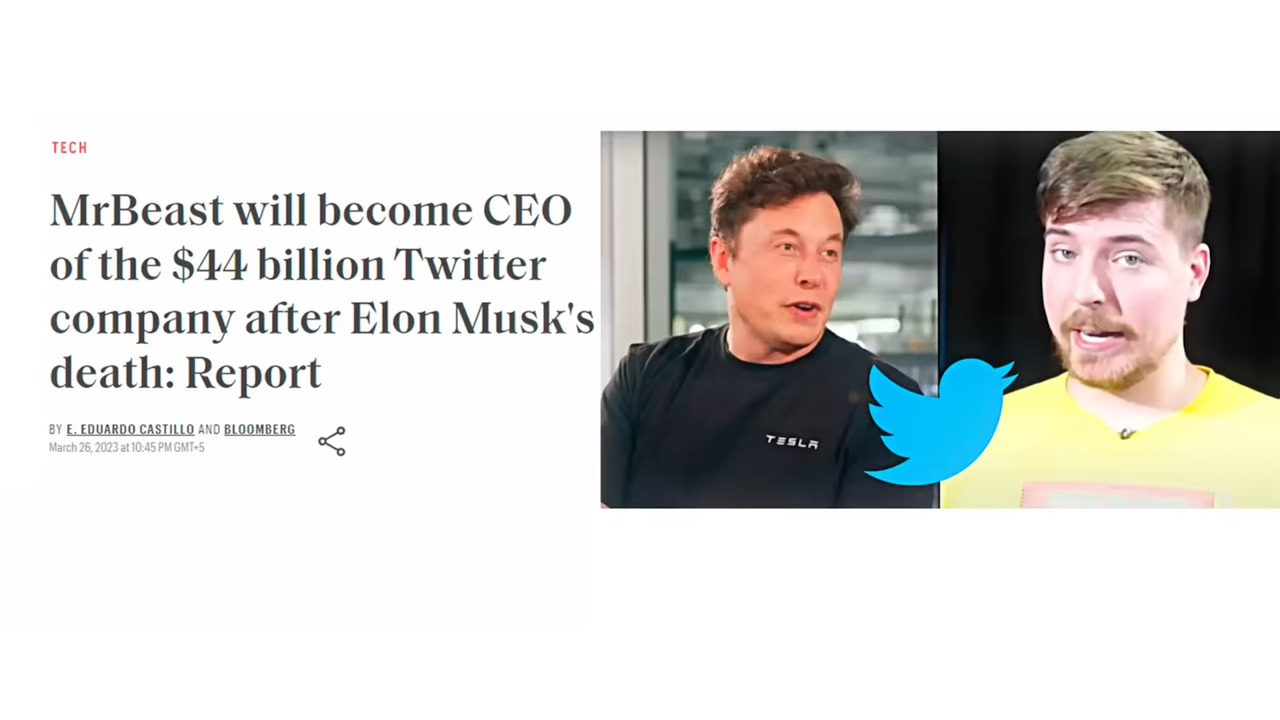 TECH
MrBeast will become CEO
of the $44 billion Twitter
company after Elon Musk's
death: Report
BY E. EDUARDO CASTILLO AND BLOOMBERG
March 26, 2023 at 10:45 PM GMT+5
TESLA